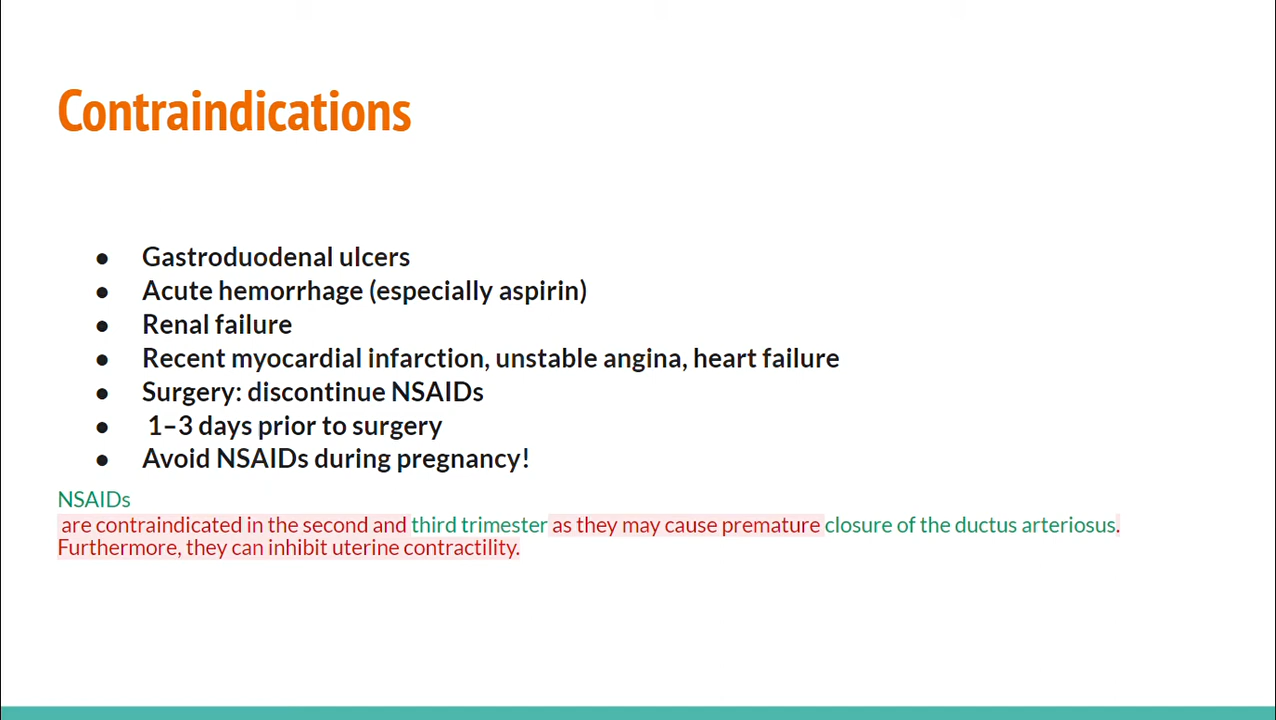 Contraindications
● Gastroduodenal ulcers
● Acute hemorrhage (especially aspirin)
● Renal failure
● Recent myocardial infarction, unstable angina, heart failure
● Surgery: discontinue NSAIDs
● 1–3 days prior to surgery
● Avoid NSAIDs during pregnancy!
NSAIDs
are contraindicated in the second and third trimester as they may cause premature closure of the ductus arteriosus.
Furthermore, they can inhibit uterine contractility.